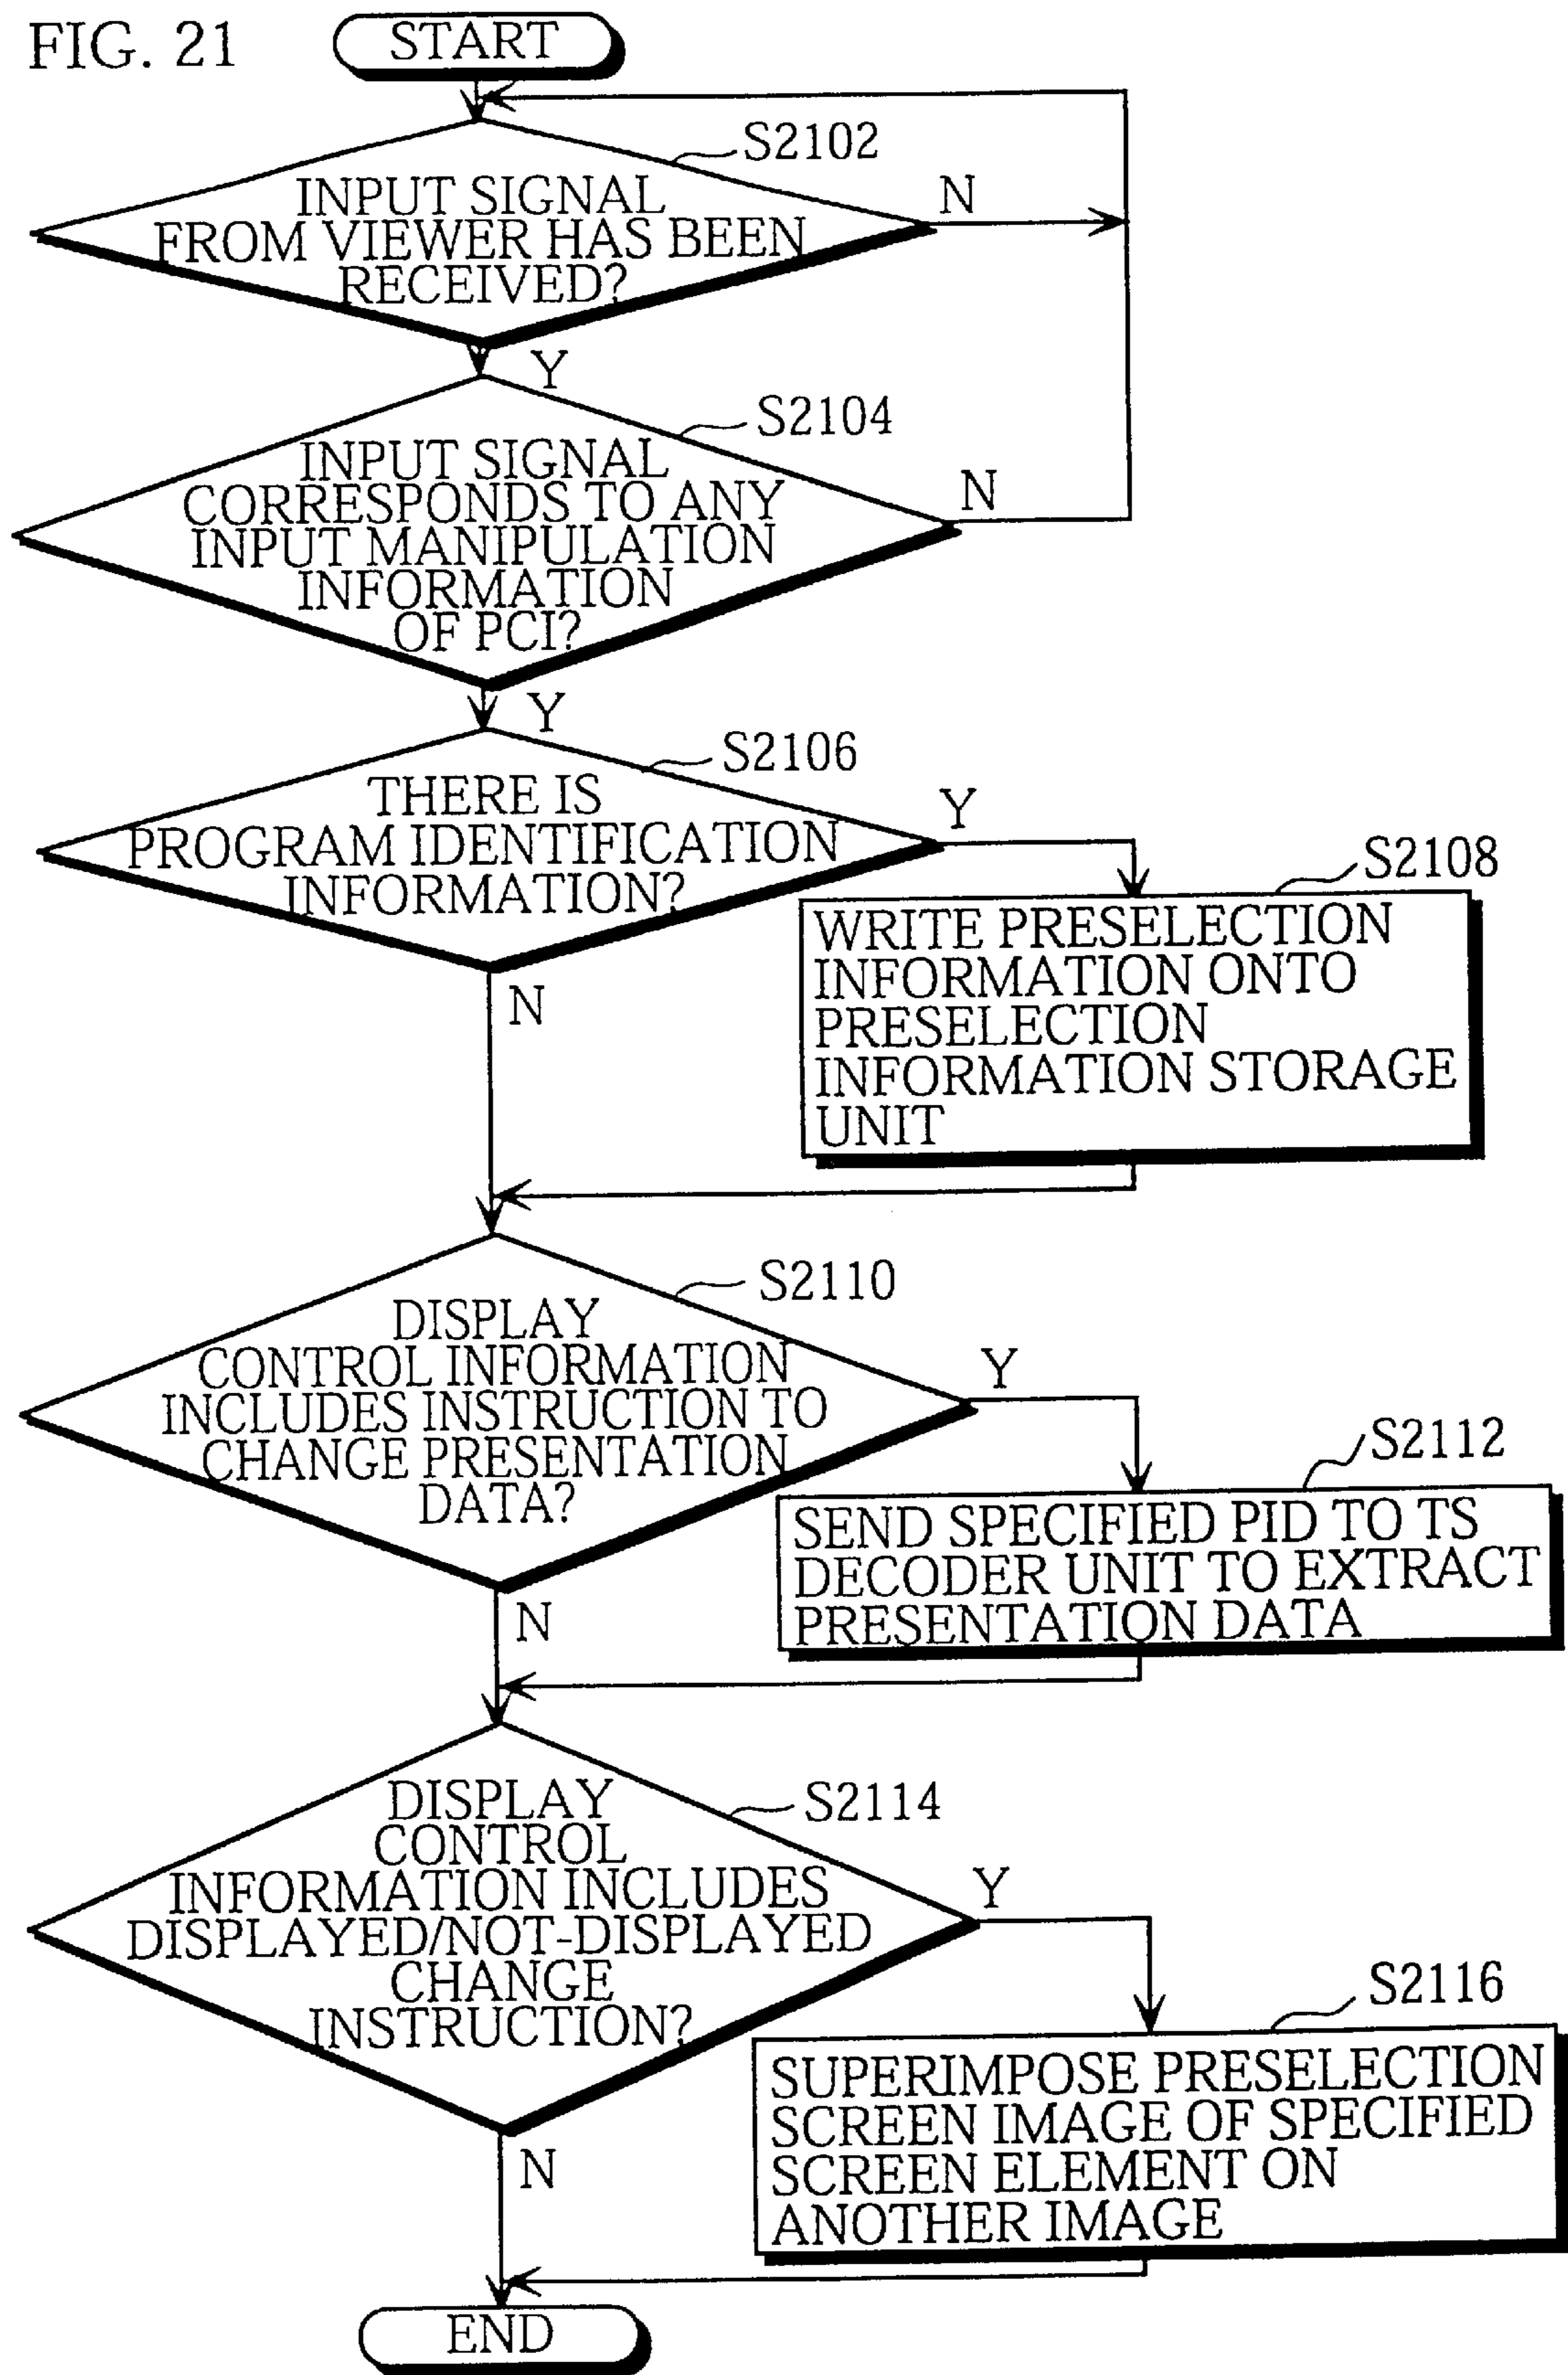 FIG. 21
START
S2102
INPUT SIGNAL
FROM VIEWER HAS BEEN
RECEIVED?
N
Y
S2104
INPUT SIGNAL
CORRESPONDS TO ANY
INPUT MANIPULATION
INFORMATION
OF PCI?
N
Y
S2106
THERE IS
PROGRAM IDENTIFICATION
INFORMATION?
Y
N
S2108
WRITE PRESELECTION
INFORMATION ONTO
PRESELECTION
INFORMATION STORAGE
UNIT
S2110
DISPLAY
CONTROL INFORMATION
INCLUDES INSTRUCTION TO
CHANGE PRESENTATION
DATA?
Y
N
S2112
SEND SPECIFIED PID TO TS
DECODER UNIT TO EXTRACT
PRESENTATION DATA
S2114
DISPLAY
CONTROL
INFORMATION INCLUDES
DISPLAYED/NOT-DISPLAYED
CHANGE
INSTRUCTION?
Y
N
S2116
SUPERIMPOSE PRESELECTION
SCREEN IMAGE OF SPECIFIED
SCREEN ELEMENT ON
ANOTHER IMAGE
END